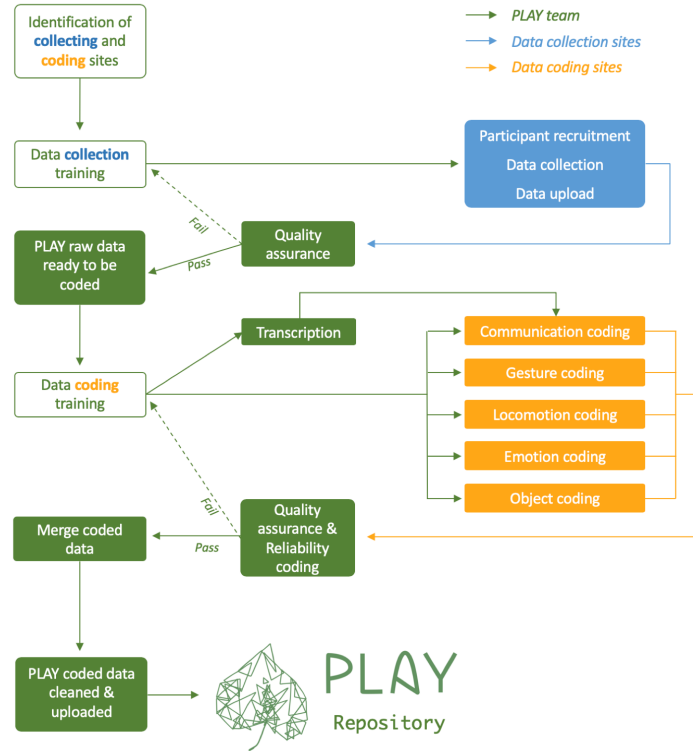 Identification of
collecting and
coding sites
PLAY team
Data collection sites
Data coding sites
Data collection
training
Participant recruitment
Data collection
Data upload
Fail
Quality
assurance
Pass
PLAY raw data
ready to be
coded
Transcription
Communication coding
Gesture coding
Data coding
training
Locomotion coding
Emotion coding
Object coding
Fail
Quality
assurance &
Reliability
coding
Pass
Merge coded
data
PLAY coded data
cleaned &
uploaded
PLAY
Repository